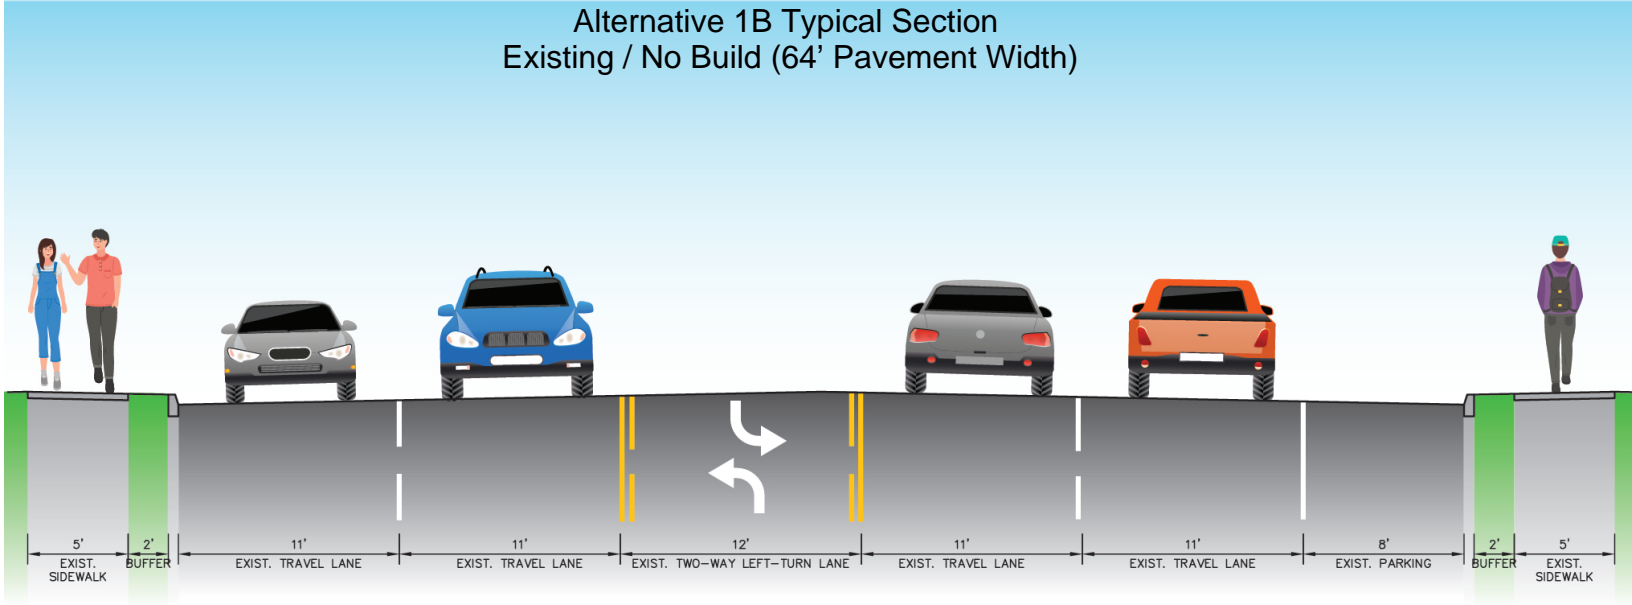 Alternative 1B Typical Section
Existing / No Build (64’ Pavement Width)
5' 2' 11' 11' 12' 11' 11' 8' 2' 5'
EXIST. BUFFER EXIST. TRAVEL LANE EXIST. TRAVEL LANE EXIST. TWO-WAY LEFT-TURN LANE EXIST. TRAVEL LANE EXIST. TRAVEL LANE EXIST. PARKING BUFFER EXIST.
SIDEWALK SIDEWALK